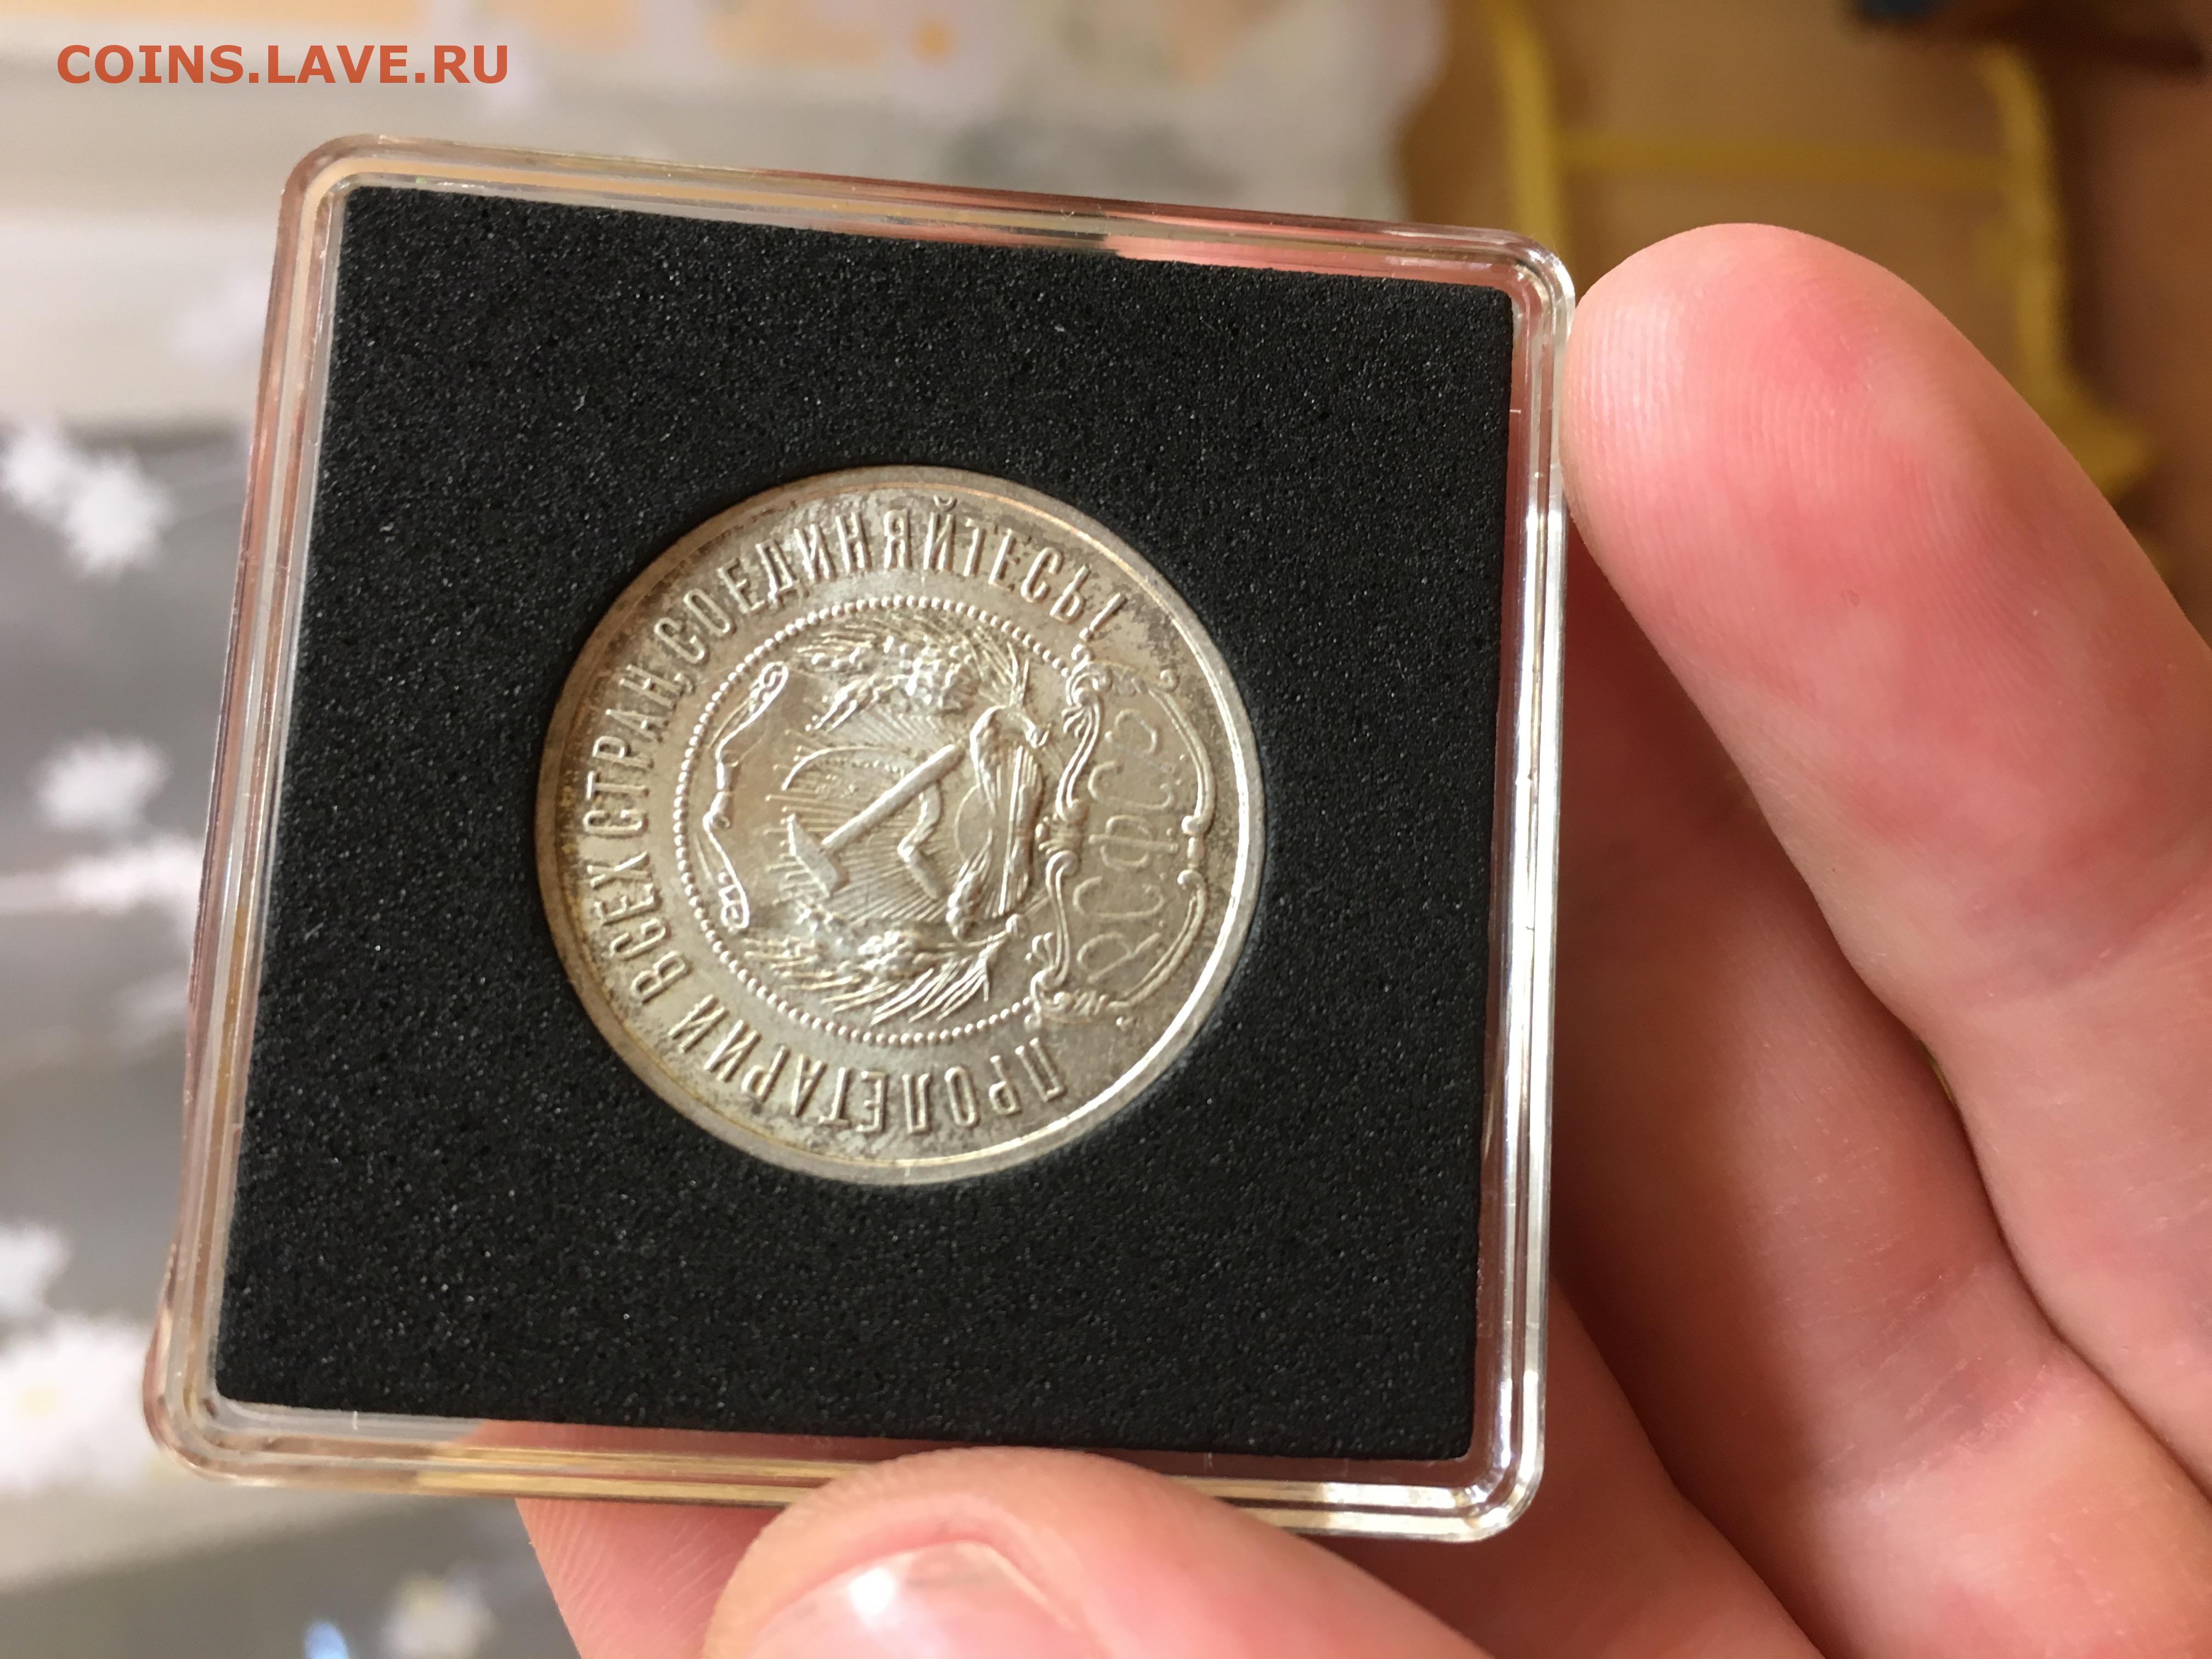 COINS.LAVE.RU
ПРОЛЕТАРИИ ВСЕХ СТРАН, СОЕДИНЯЙТЕСЬ!
РСФСР